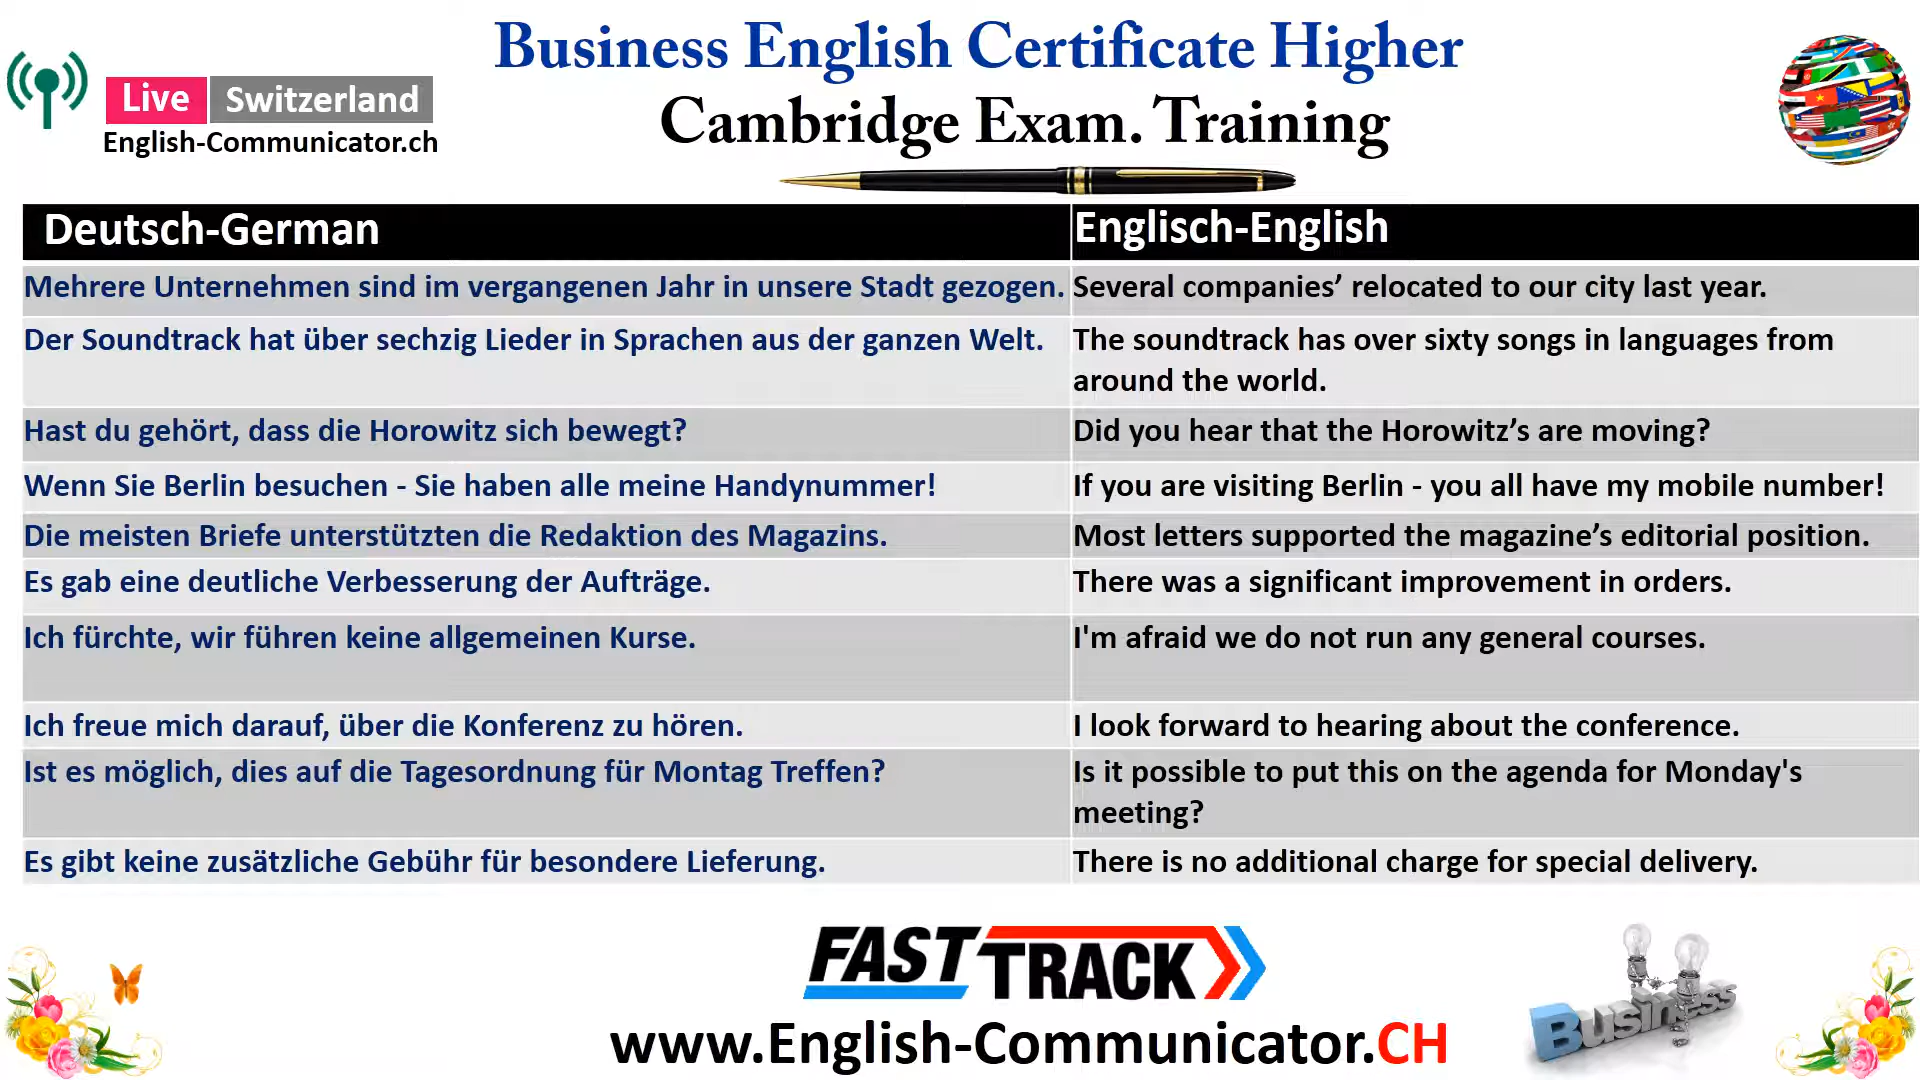 Business English Certificate Higher
Live Switzerland
Cambridge Exam. Training
English-Communicator.ch
Deutsch-German
Englisch-English
Mehrere Unternehmen sind im vergangenen Jahr in unsere Stadt gezogen.
Several companies’ relocated to our city last year.
Der Soundtrack hat über sechzig Lieder in Sprachen aus der ganzen Welt.
The soundtrack has over sixty songs in languages from
around the world.
Hast du gehört, dass die Horowitz sich bewegt?
Did you hear that the Horowitz’s are moving?
Wenn Sie Berlin besuchen - Sie haben alle meine Handynummer!
If you are visiting Berlin - you all have my mobile number!
Die meisten Briefe unterstützten die Redaktion des Magazins.
Most letters supported the magazine’s editorial position.
Es gab eine deutliche Verbesserung der Aufträge.
There was a significant improvement in orders.
Ich fürchte, wir führen keine allgemeinen Kurse.
I'm afraid we do not run any general courses.
Ich freue mich darauf, über die Konferenz zu hören.
I look forward to hearing about the conference.
Ist es möglich, dies auf die Tagesordnung für Montag Treffen?
Is it possible to put this on the agenda for Monday's
meeting?
Es gibt keine zusätzliche Gebühr für besondere Lieferung.
There is no additional charge for special delivery.
FAST TRACK
www.English-Communicator.CH
Business